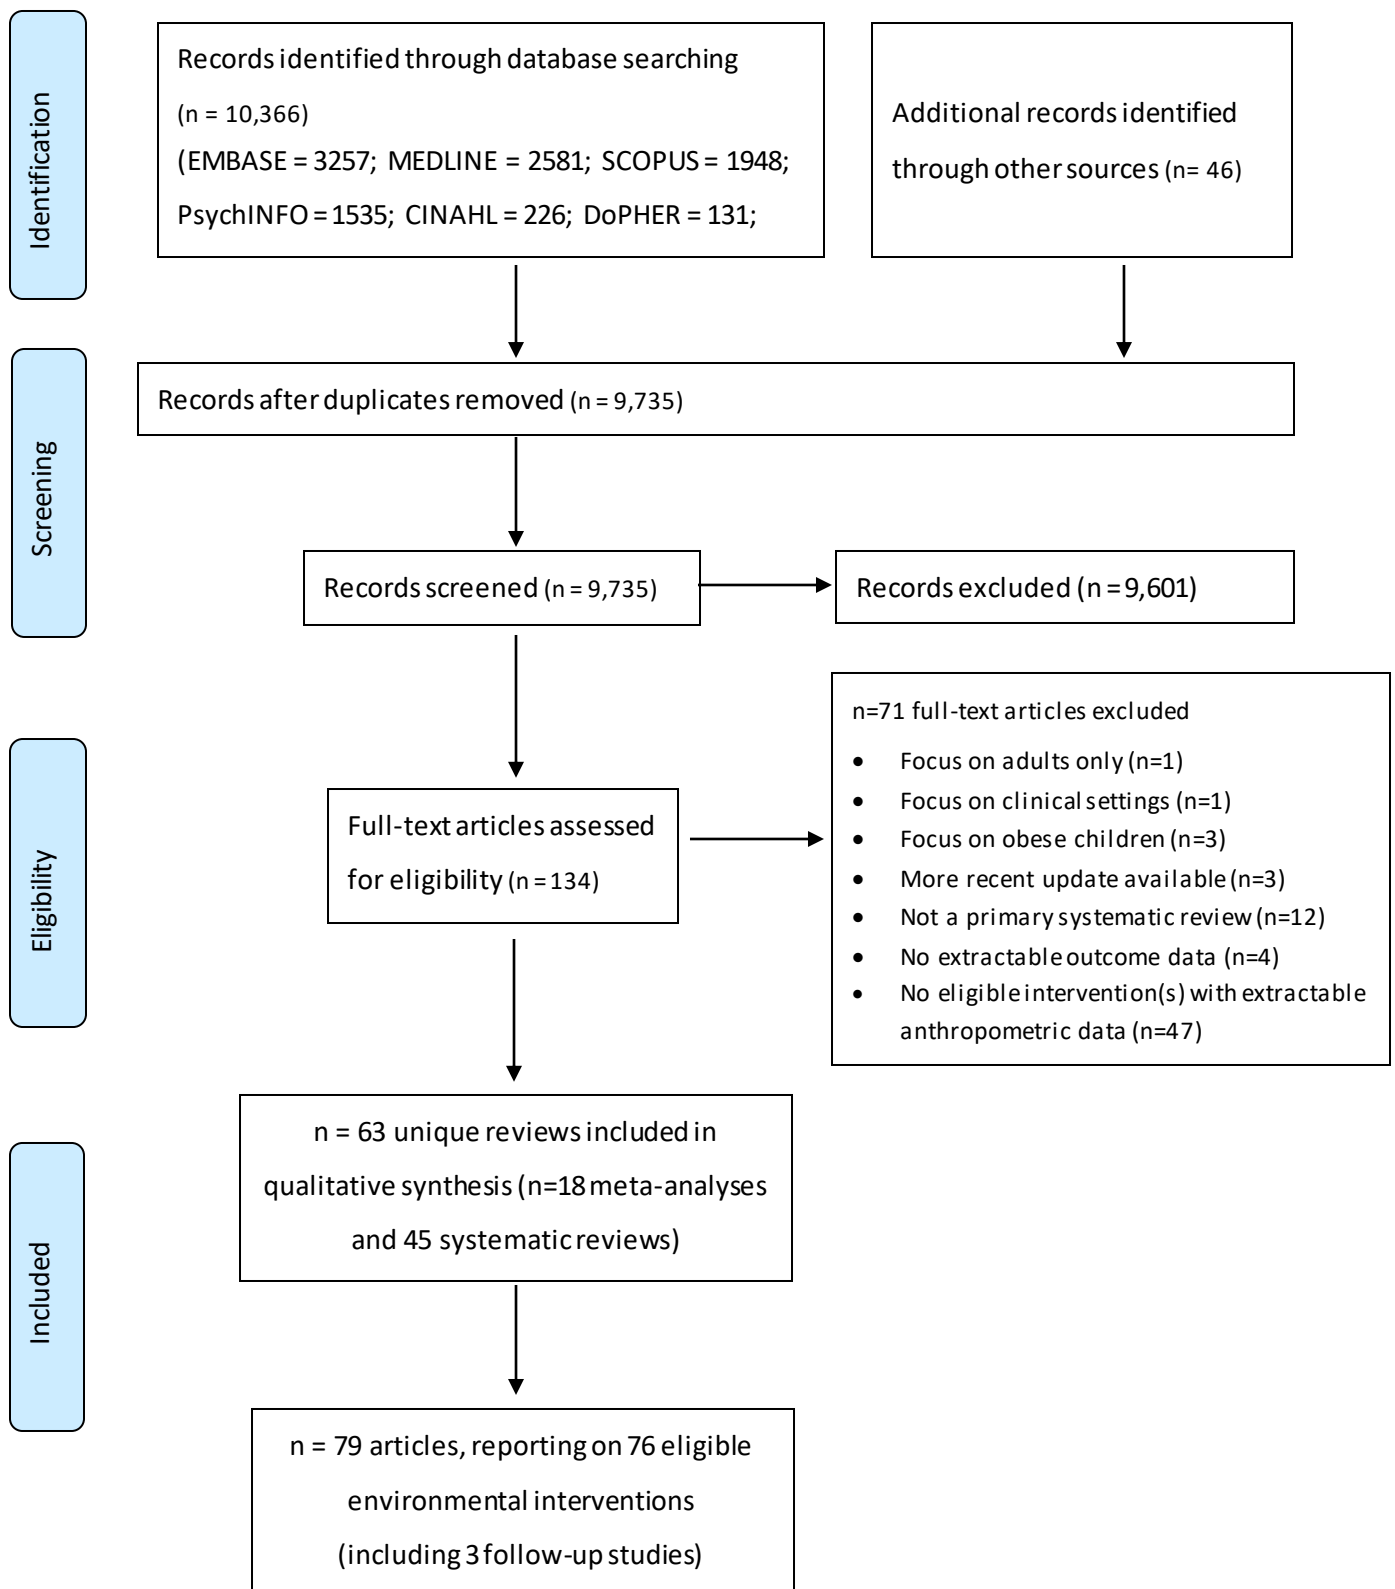 Identification
Records identified through database searching
(n = 10,366)
(EMBASE = 3257; MEDLINE = 2581; SCOPUS = 1948;
PsychINFO = 1535; CINAHL = 226; DoPHER = 131;
Additional records identified
through other sources (n= 46)
Screening
Records after duplicates removed (n = 9,735)
Records screened (n = 9,735)
Records excluded (n = 9,601)
Eligibility
Full-text articles assessed
for eligibility (n = 134)
n=71 full-text articles excluded
• Focus on adults only (n=1)
• Focus on clinical settings (n=1)
• Focus on obese children (n=3)
• More recent update available (n=3)
• Not a primary systematic review (n=12)
• No extractable outcome data (n=4)
• No eligible intervention(s) with extractable
anthropometric data (n=47)
Included
n = 63 unique reviews included in
qualitative synthesis (n=18 meta-analyses
and 45 systematic reviews)
n = 79 articles, reporting on 76 eligible
environmental interventions
(including 3 follow-up studies)